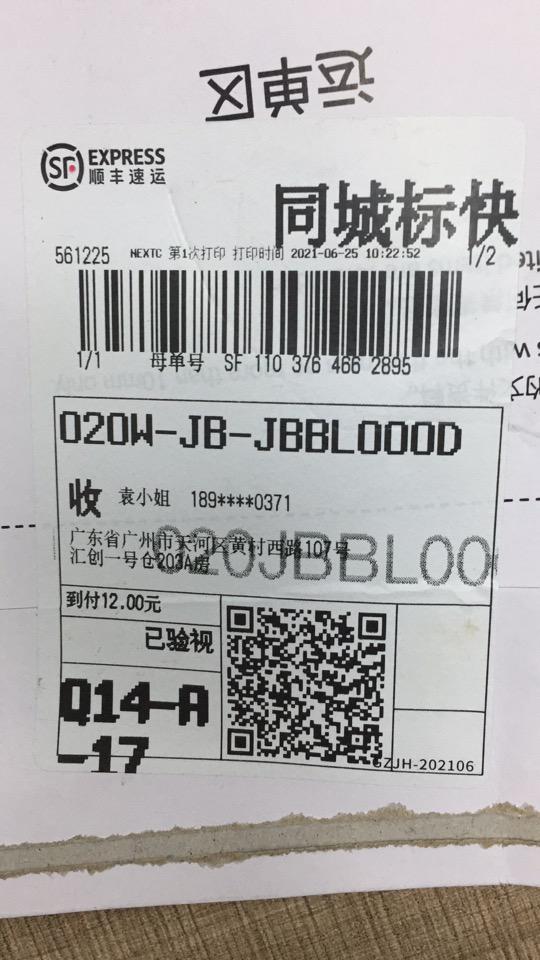 运单区
SF EXPRESS
顺丰速运
同城标快
561225 NEXTC 第1次打印 打印时间 2021-06-25 10:22:52 1/2
1/1 母单号 SF 110 376 466 2895
020W-JB-JBBL000D
收 袁小姐 189****0371
广东省广州市天河区黄村西路107号
汇创一号仓203A房
020JBBL00
到付12.00元
已验视
Q14-A
-17
GZJH-202106